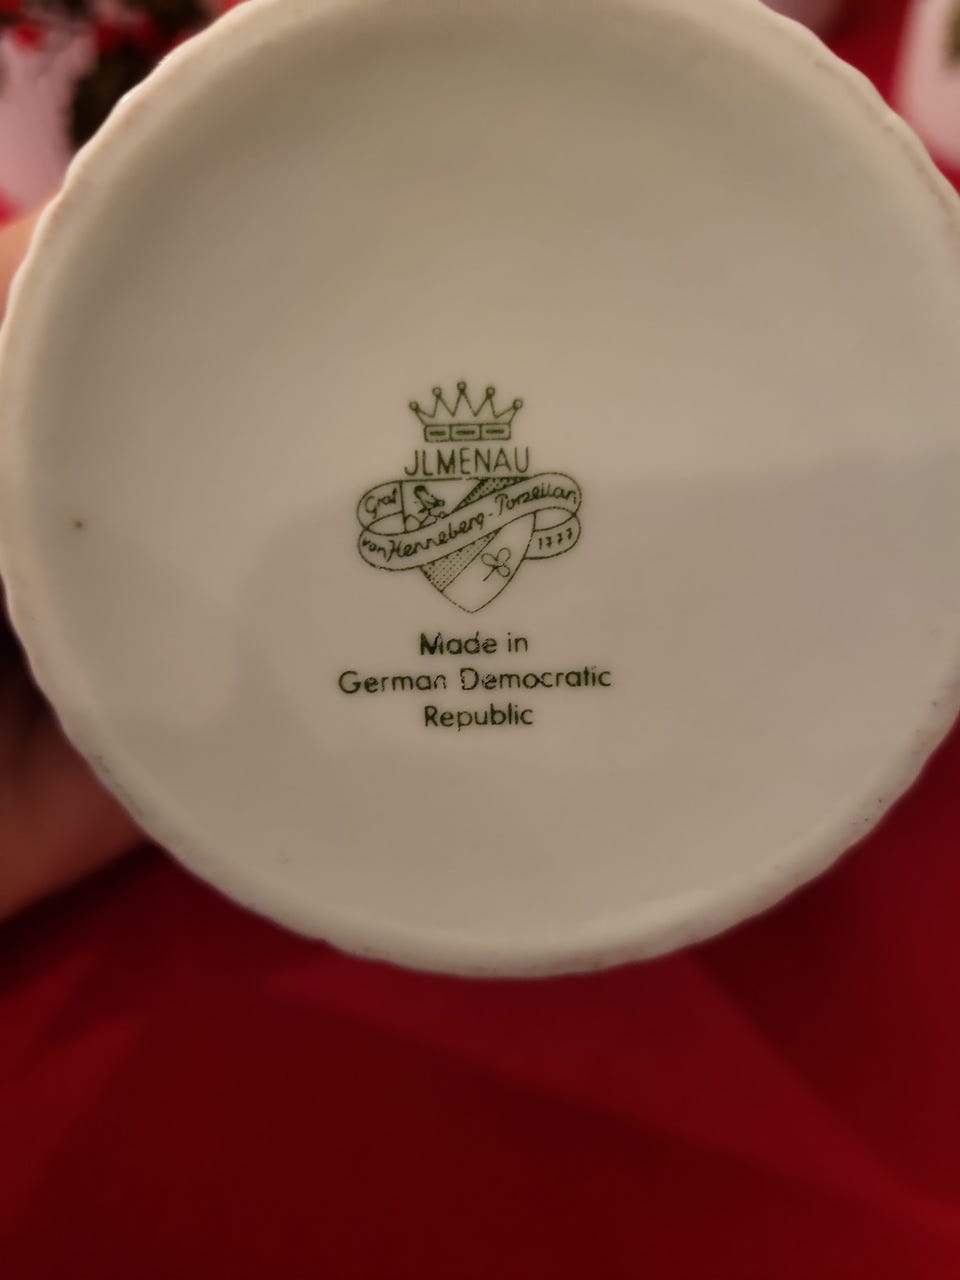 JLMENAU
Graf
von Henneberg-Porzellan
1777
Made in
German Democratic
Republic